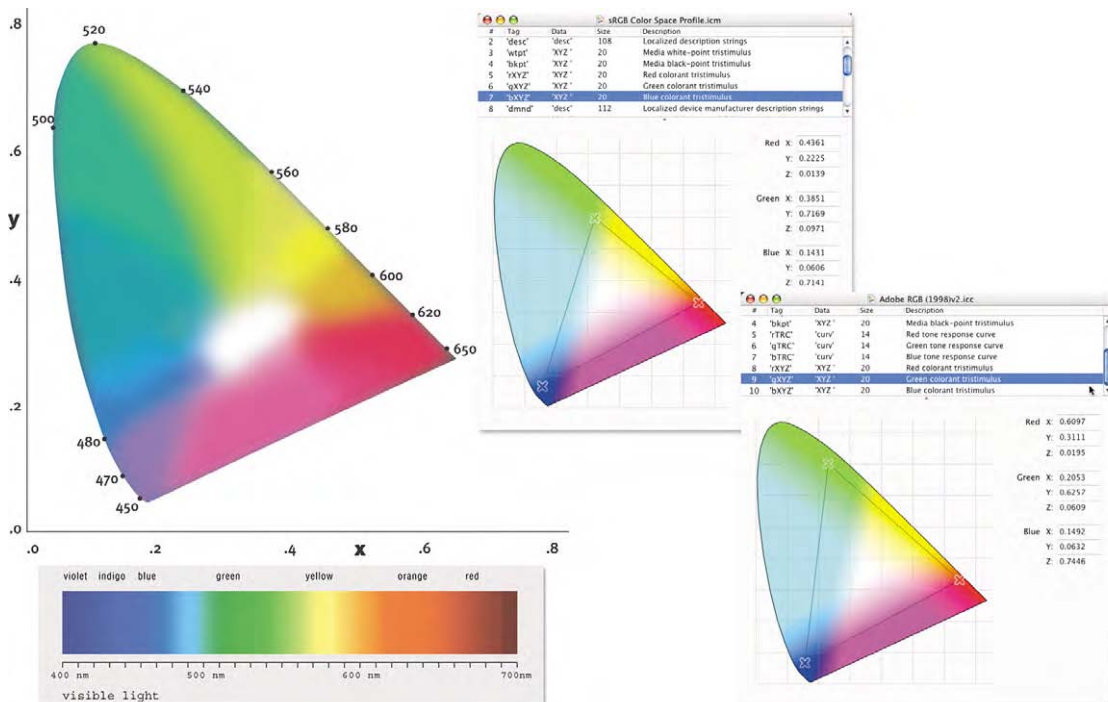 .8
.6
y
.4
.2
.0
.0
.2
.4
x
.6
.8
520
540
500
560
580
600
620
650
480
470
450
violet indigo blue green yellow orange red
400 nm 500 nm 600 nm 700nm
visible light
sRGB Color Space Profile.icm
# Tag Data Size Description
2 'desc' 'desc' 108 Localized description strings
3 'wtpt' 'XYZ ' 20 Media white-point tristimulus
4 'bkpt' 'XYZ ' 20 Media black-point tristimulus
5 'rXYZ' 'XYZ ' 20 Red colorant tristimulus
6 'gXYZ' 'XYZ ' 20 Green colorant tristimulus
7 'bXYZ' 'XYZ ' 20 Blue colorant tristimulus
8 'dmnd' 'desc' 112 Localized device manufacturer description strings
Red X: 0.4361
Y: 0.2225
Z: 0.0139
Green X: 0.3851
Y: 0.7169
Z: 0.0971
Blue X: 0.1431
Y: 0.0606
Z: 0.7141
Adobe RGB (1998)v2.icc
# Tag Data Size Description
4 'bkpt' 'XYZ ' 20 Media black-point tristimulus
5 'rTRC' 'curv' 14 Red tone response curve
6 'gTRC' 'curv' 14 Green tone response curve
7 'bTRC' 'curv' 14 Blue tone response curve
8 'rXYZ' 'XYZ ' 20 Red colorant tristimulus
9 'gXYZ' 'XYZ ' 20 Green colorant tristimulus
10 'bXYZ' 'XYZ ' 20 Blue colorant tristimulus
Red X: 0.6097
Y: 0.3111
Z: 0.0195
Green X: 0.2053
Y: 0.6257
Z: 0.0609
Blue X: 0.1492
Y: 0.0632
Z: 0.7446